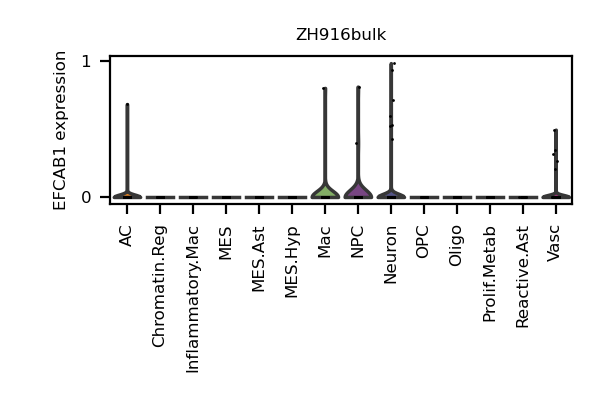 ZH916bulk
EFCAB1 expression
1
0
AC
Chromatin.Reg
Inflammatory.Mac
MES
MES.Ast
MES.Hyp
Mac
NPC
Neuron
OPC
Oligo
Prolif.Metab
Reactive.Ast
Vasc